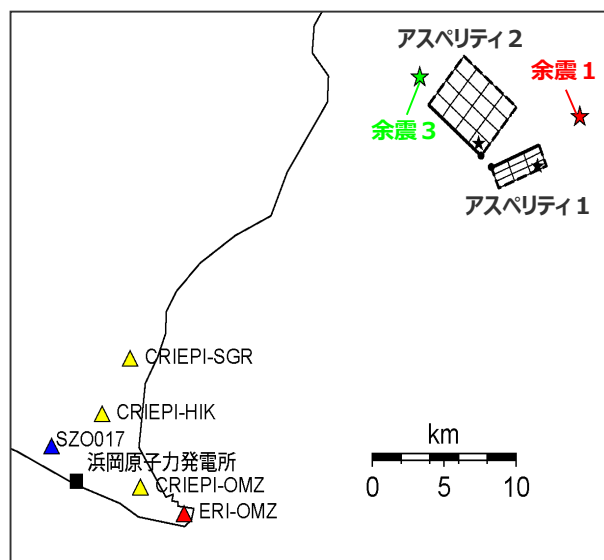 アスペリティ２
余震１
余震３
アスペリティ１
CRIEPI-SGR
CRIEPI-HIK
SZO017
浜岡原子力発電所
CRIEPI-OMZ
ERI-OMZ
km
0 5 10